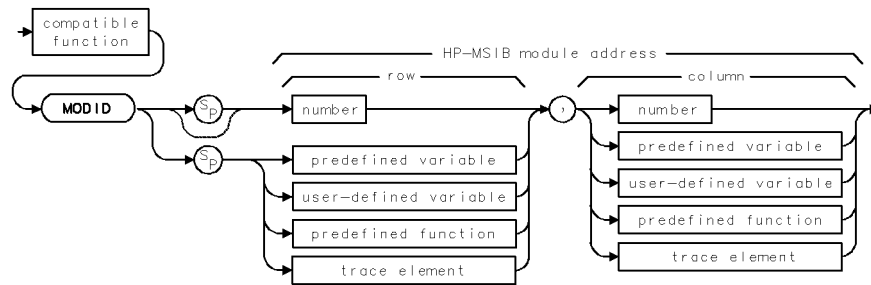 compatible
function
HP-MSIB module address
row
column
MODID
Sp
number
,
number
Sp
predefined variable
predefined variable
user-defined variable
user-defined variable
predefined function
predefined function
trace element
trace element